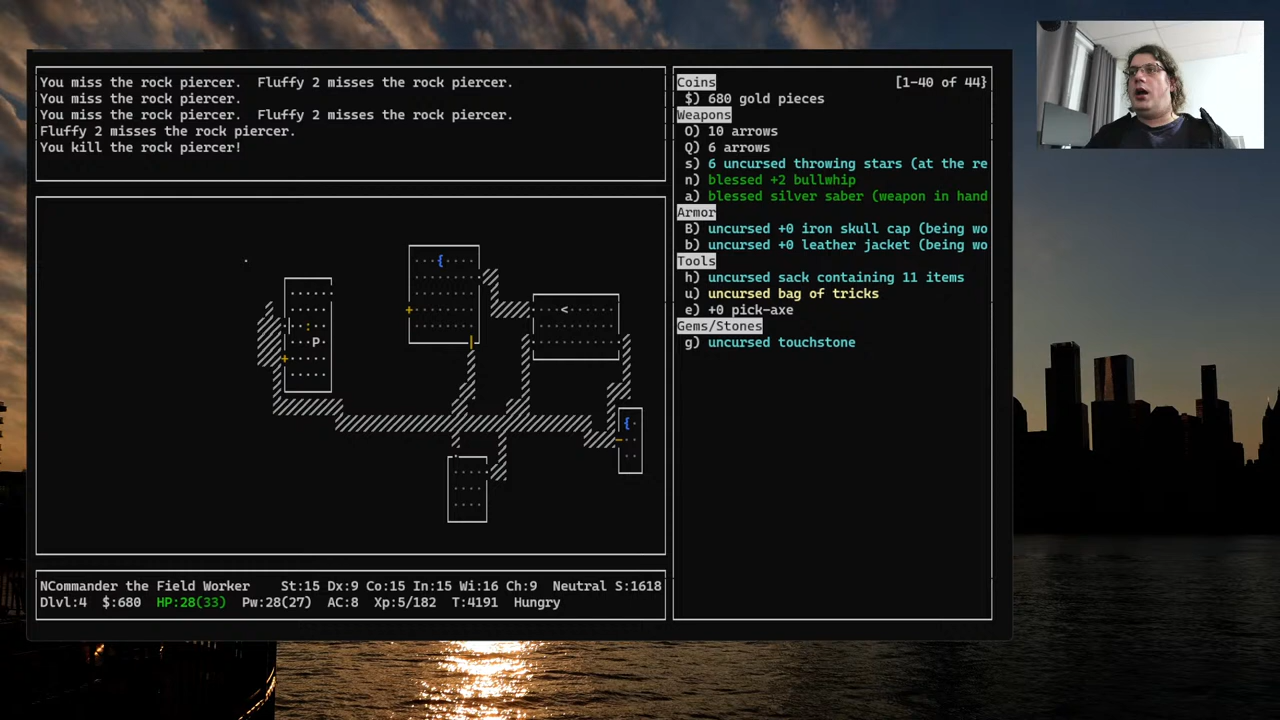 You miss the rock piercer.  Fluffy 2 misses the rock piercer.
You miss the rock piercer.
You miss the rock piercer.  Fluffy 2 misses the rock piercer.
Fluffy 2 misses the rock piercer.
You kill the rock piercer!
NCommander the Field Worker    St:15 Dx:9 Co:15 In:15 Wi:16 Ch:9  Neutral S:1618
Dlvl:4  $:680  HP:28(33)  Pw:28(27)  AC:8  Xp:5/182  T:4191  Hungry
Coins [1-40 of 44}
$) 680 gold pieces
Weapons
O) 10 arrows
Q) 6 arrows
s) 6 uncursed throwing stars (at the re
n) blessed +2 bullwhip
a) blessed silver saber (weapon in hand
Armor
B) uncursed +0 iron skull cap (being wo
b) uncursed +0 leather jacket (being wo
Tools
h) uncursed sack containing 11 items
u) uncursed bag of tricks
e) +0 pick-axe
Gems/Stones
g) uncursed touchstone